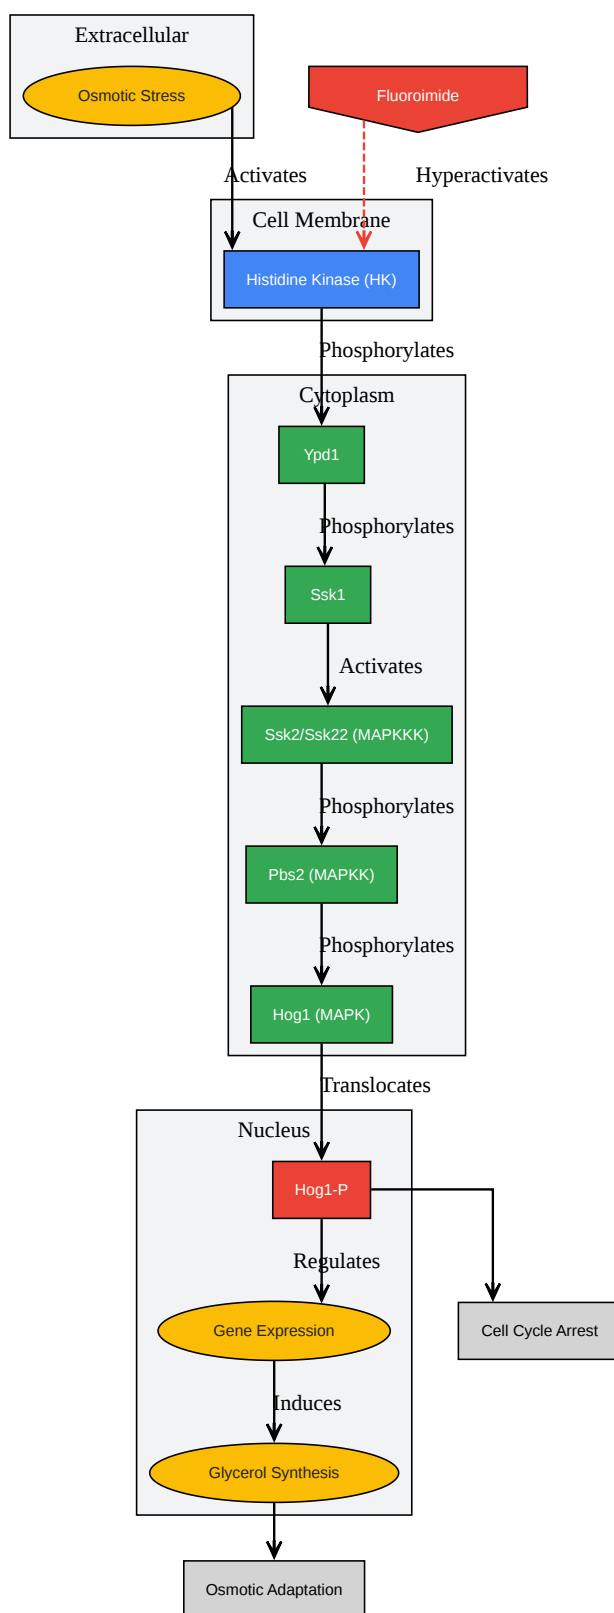 Extracellular
Osmotic Stress
Fluoroimide
Activates
Hyperactivates
Cell Membrane
Histidine Kinase (HK)
Phosphorylates
Cytoplasm
Ypd1
Phosphorylates
Ssk1
Activates
Ssk2/Ssk22 (MAPKKK)
Phosphorylates
Pbs2 (MAPKK)
Phosphorylates
Hog1 (MAPK)
Translocates
Nucleus
Hog1-P
Regulates
Gene Expression
Cell Cycle Arrest
Induces
Glycerol Synthesis
Osmotic Adaptation